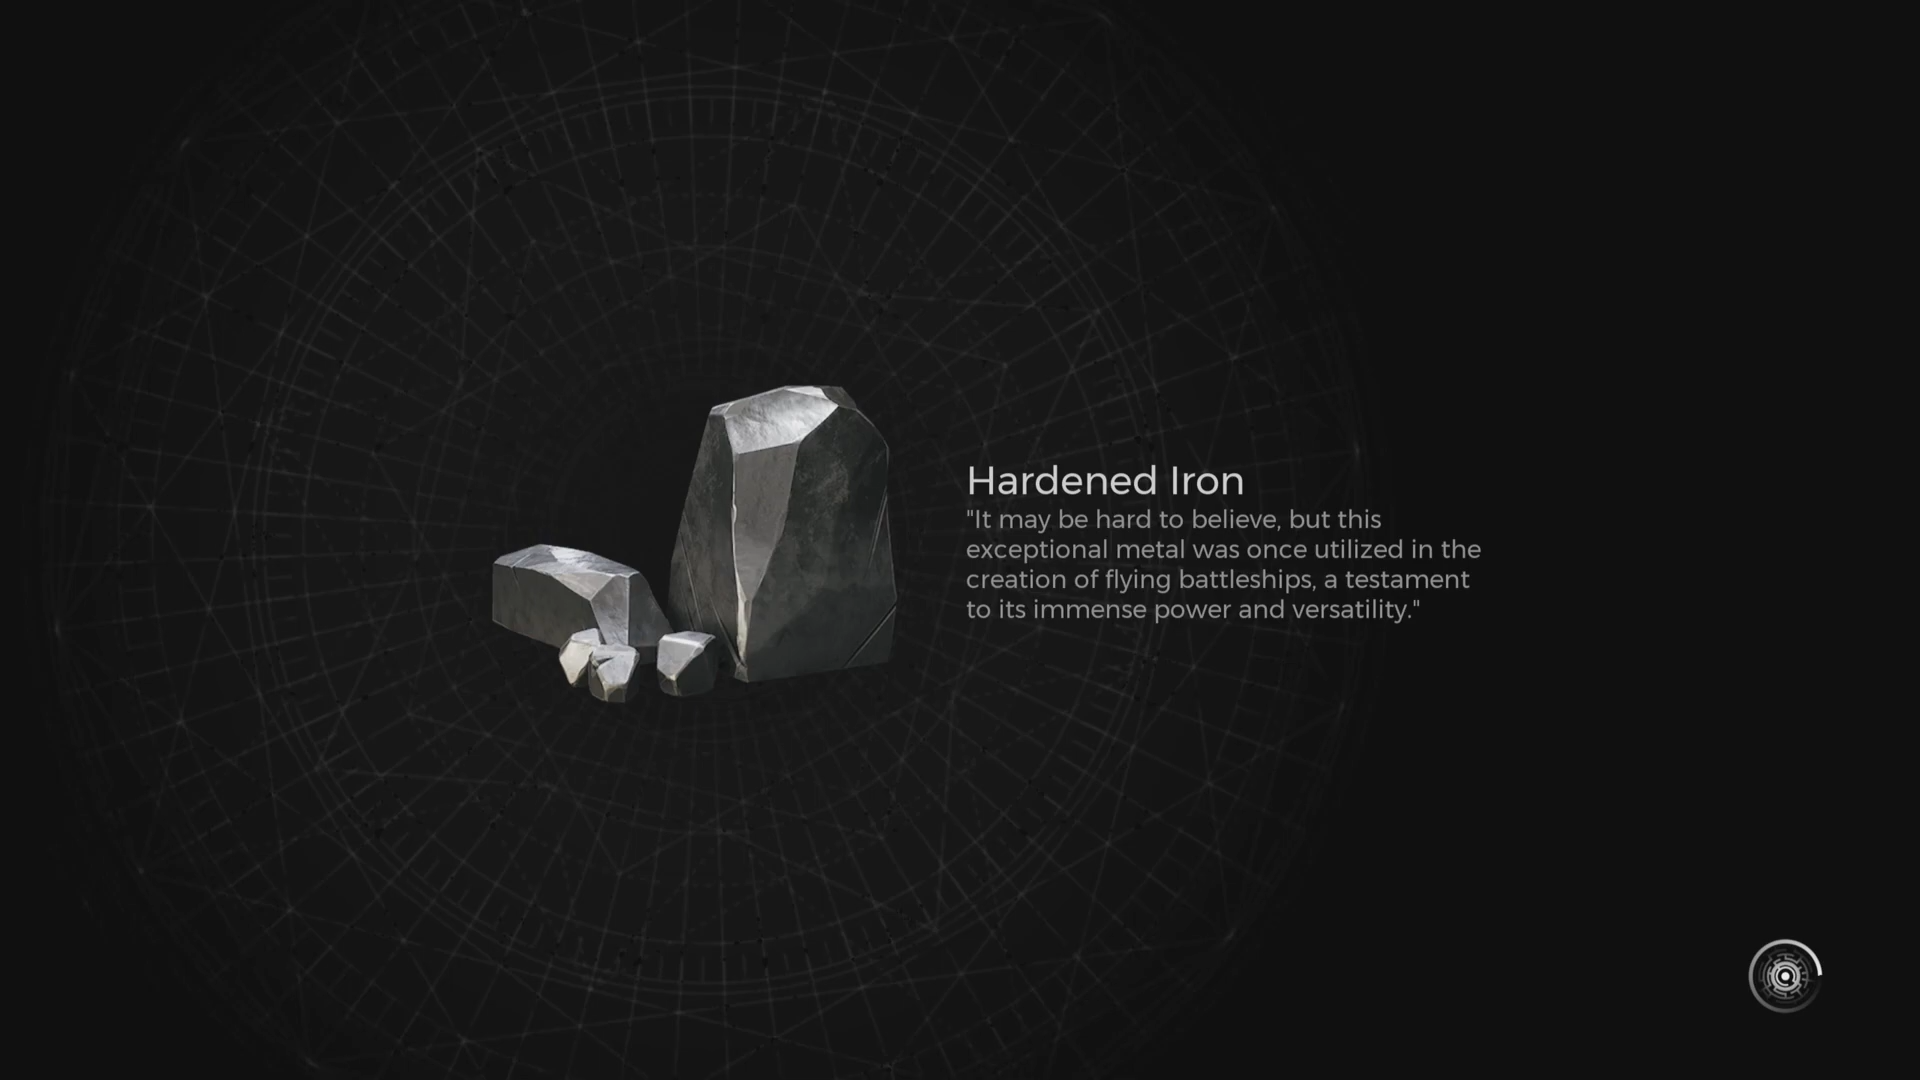 Hardened Iron
"It may be hard to believe, but this
exceptional metal was once utilized in the
creation of flying battleships, a testament
to its immense power and versatility."